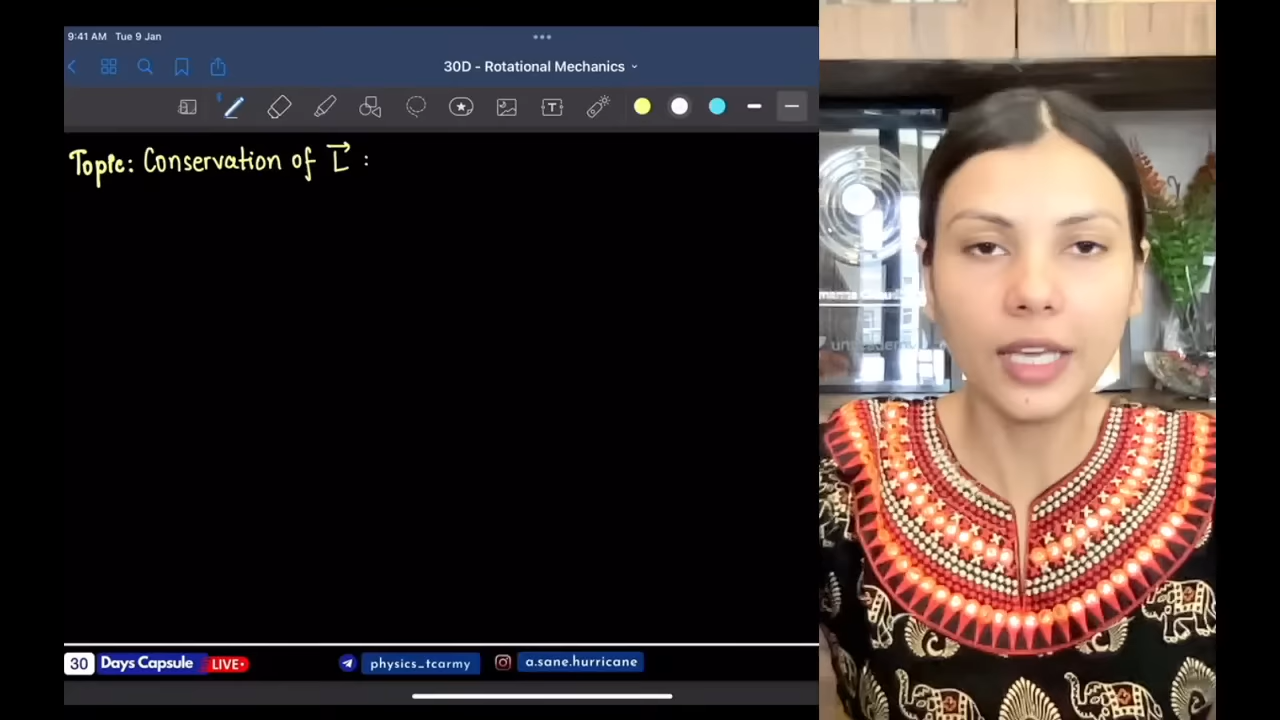 9:41 AM Tue 9 Jan
30D - Rotational Mechanics
Topic: Conservation of L⃗ :
30 Days Capsule LIVE
physics_tcarmy
a.sane.hurricane